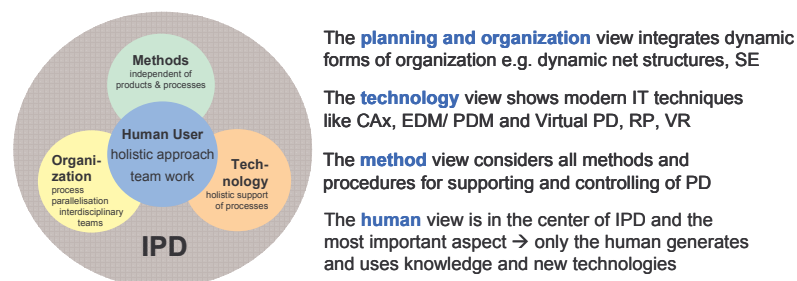 Methods
independent of
products & processes
Human User
holistic approach
team work
Organi-
zation
process
parallelisation
interdisciplinary
teams
Tech-
nology
holistic support
of processes
IPD
The planning and organization view integrates dynamic
forms of organization e.g. dynamic net structures, SE
The technology view shows modern IT techniques
like CAx, EDM/ PDM and Virtual PD, RP, VR
The method view considers all methods and
procedures for supporting and controlling of PD
The human view is in the center of IPD and the
most important aspect → only the human generates
and uses knowledge and new technologies